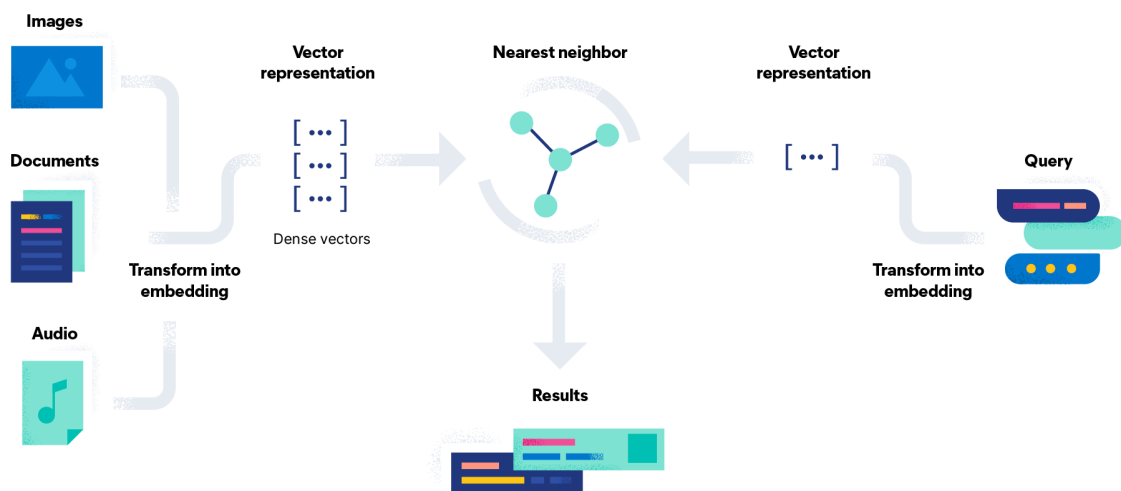 Images
Vector
representation
Nearest neighbor
Vector
representation
[ ••• ]
[ ••• ]
[ ••• ]
[ ••• ]
Documents
Query
Dense vectors
Transform into
embedding
Transform into
embedding
Audio
Results